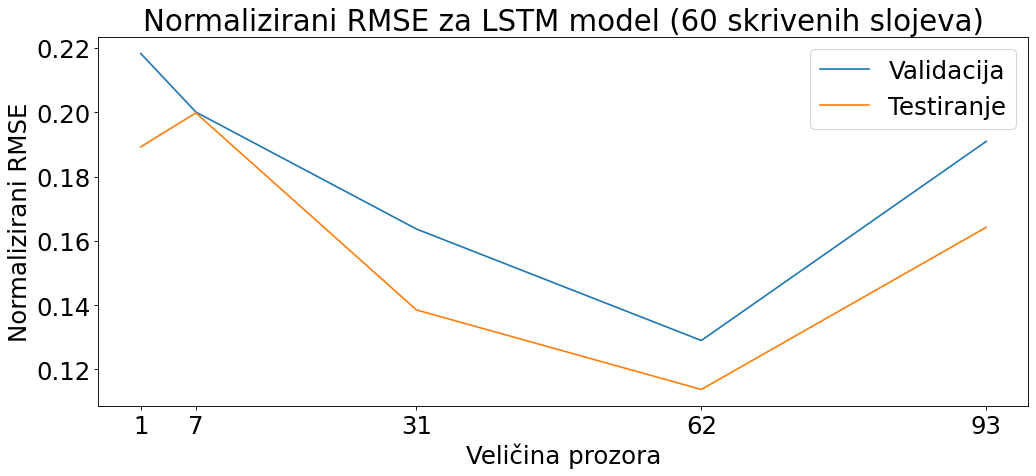 Normalizirani RMSE za LSTM model (60 skrivenih slojeva)
Normalizirani RMSE
0.22
0.20
0.18
0.16
0.14
0.12
Validacija
Testiranje
1 7 31 62 93
Veličina prozora